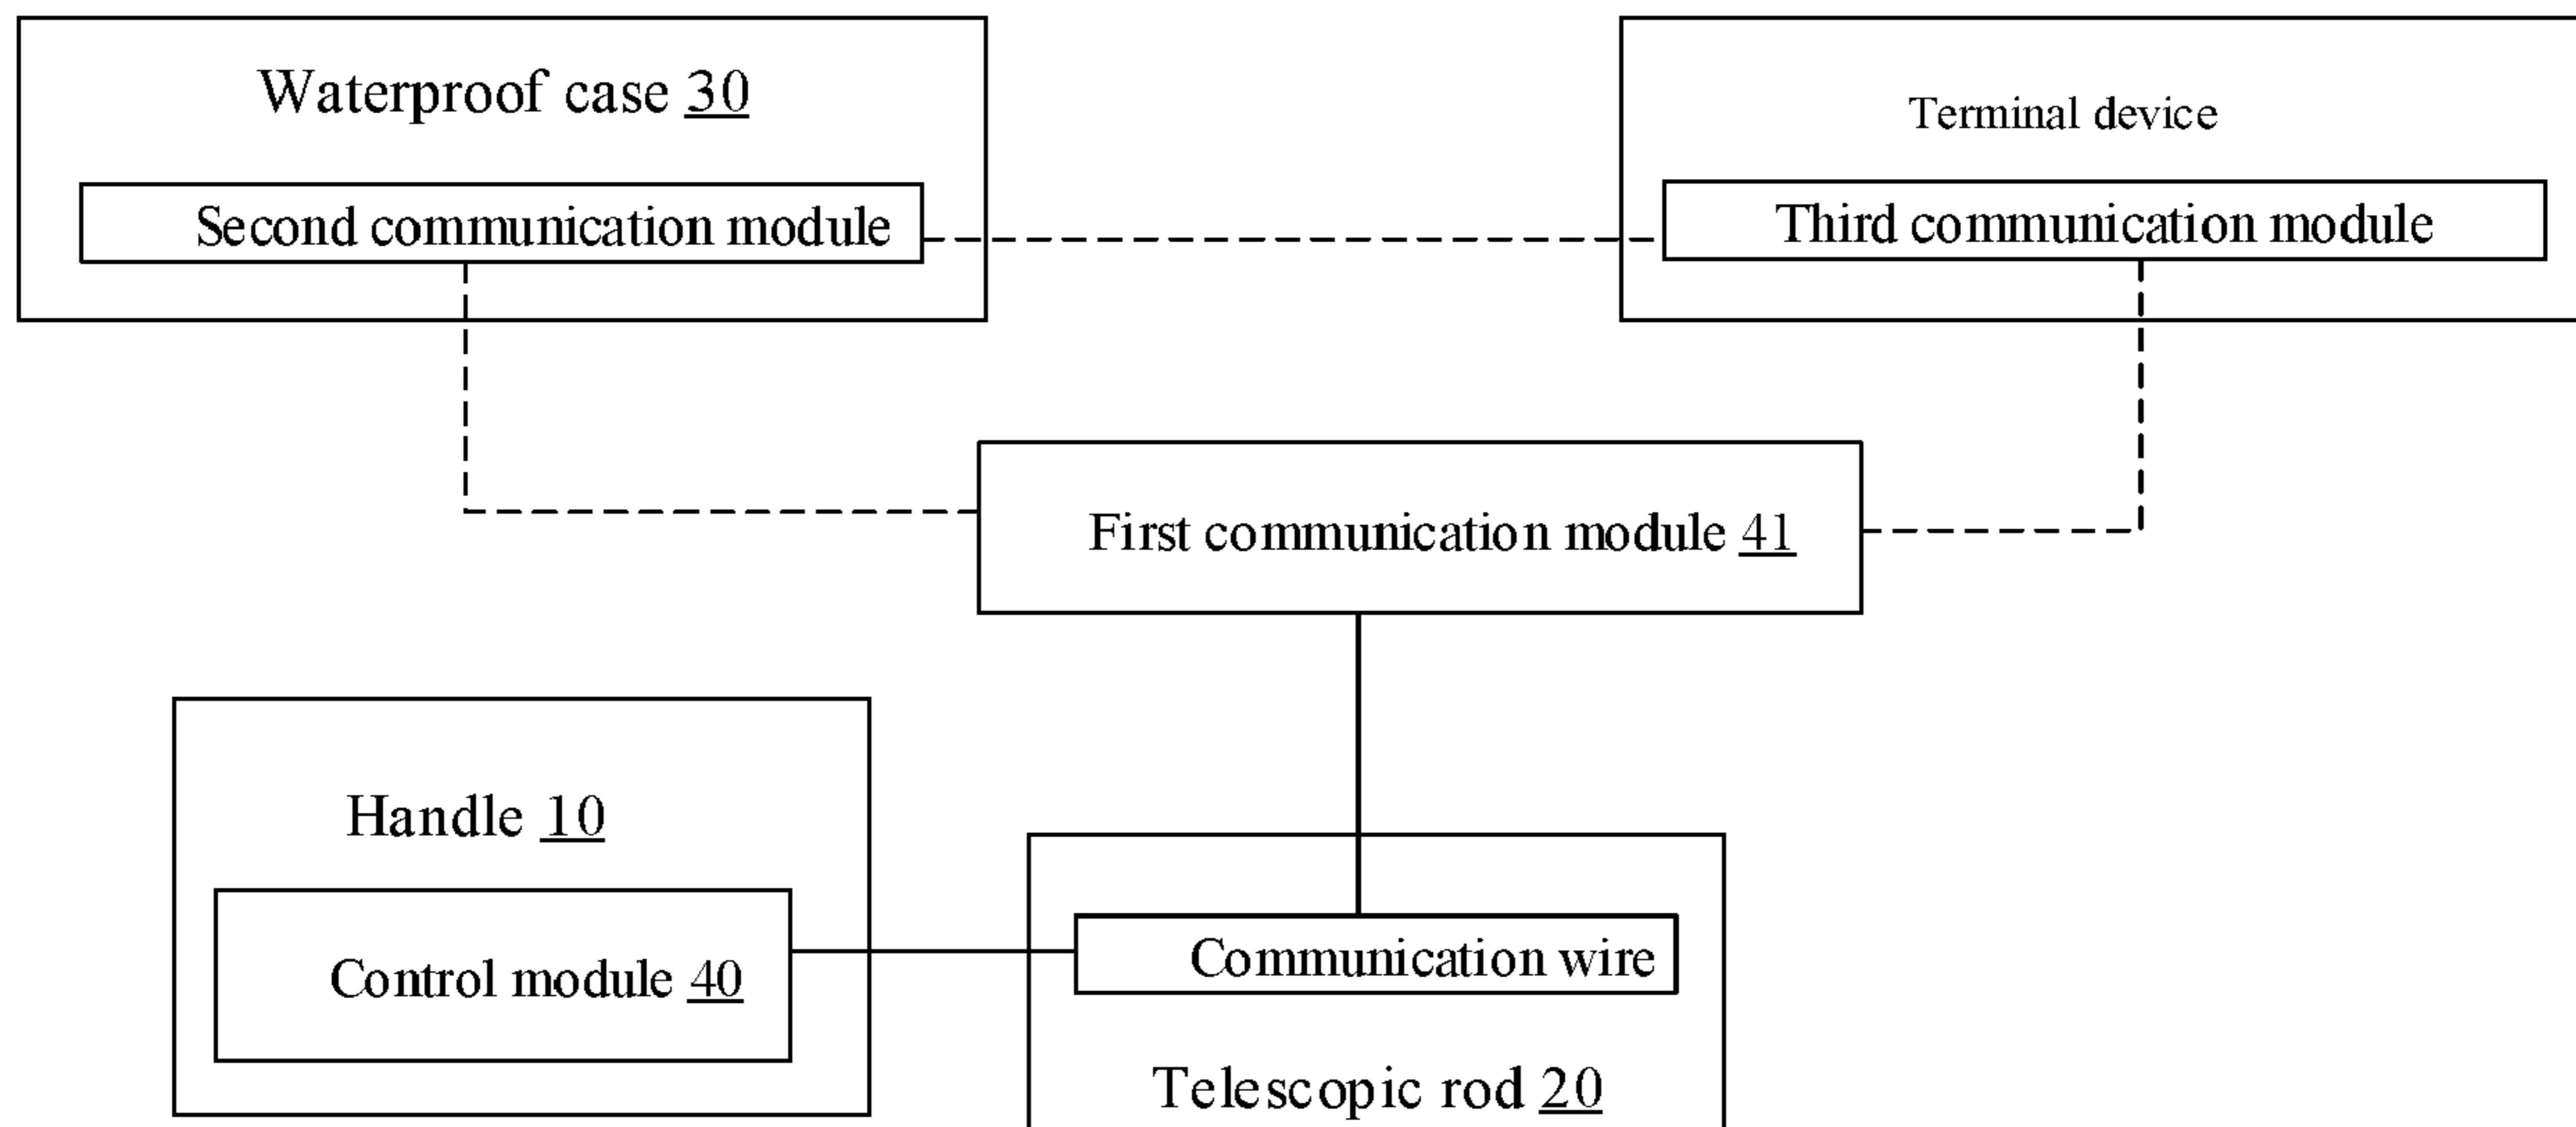 Waterproof case 30
Terminal device
Second communication module
Third communication module
First communication module 41
Handle 10
Control module 40
Communication wire
Telescopic rod 20